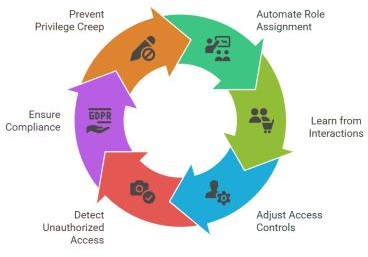 Prevent
Privilege Creep
Automate Role
Assignment
Learn from
Interactions
Adjust Access
Controls
Detect
Unauthorized
Access
Ensure
Compliance
GDPR